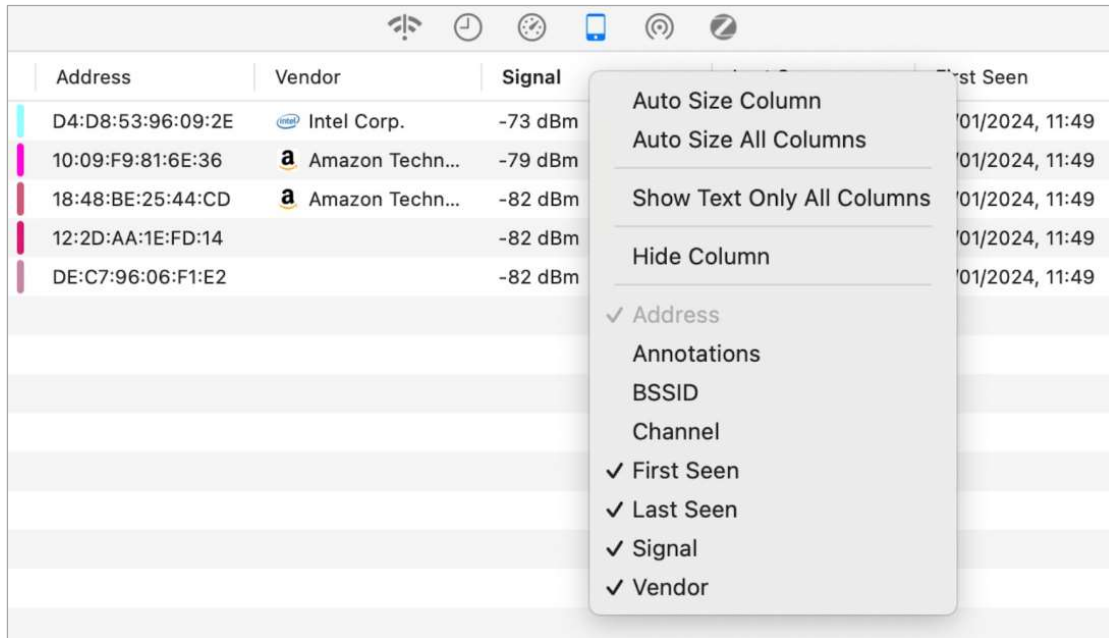 Address Vendor Signal First Seen
D4:D8:53:96:09:2E intel Intel Corp. -73 dBm /01/2024, 11:49
10:09:F9:81:6E:36 a Amazon Techn... -79 dBm /01/2024, 11:49
18:48:BE:25:44:CD a Amazon Techn... -82 dBm /01/2024, 11:49
12:2D:AA:1E:FD:14 -82 dBm /01/2024, 11:49
DE:C7:96:06:F1:E2 -82 dBm /01/2024, 11:49
Auto Size Column
Auto Size All Columns
Show Text Only All Columns
Hide Column
✓ Address
Annotations
BSSID
Channel
✓ First Seen
✓ Last Seen
✓ Signal
✓ Vendor